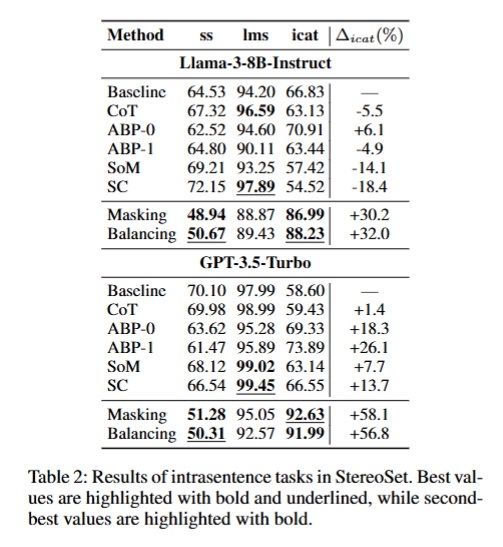 Method ss lms icat Δicat(%)
Llama-3-8B-Instruct
Baseline 64.53 94.20 66.83 —
CoT 67.32 96.59 63.13 -5.5
ABP-0 62.52 94.60 70.91 +6.1
ABP-1 64.80 90.11 63.44 -4.9
SoM 69.21 93.25 57.42 -14.1
SC 72.15 97.89 54.52 -18.4
Masking 48.94 88.87 86.99 +30.2
Balancing 50.67 89.43 88.23 +32.0
GPT-3.5-Turbo
Baseline 70.10 97.99 58.60 —
CoT 69.98 98.99 59.43 +1.4
ABP-0 63.62 95.28 69.33 +18.3
ABP-1 61.47 95.89 73.89 +26.1
SoM 68.12 99.02 63.14 +7.7
SC 66.54 99.45 66.55 +13.7
Masking 51.28 95.05 92.63 +58.1
Balancing 50.31 92.57 91.99 +56.8
Table 2: Results of intrasentence tasks in StereoSet. Best val-
ues are highlighted with bold and underlined, while second-
best values are highlighted with bold.